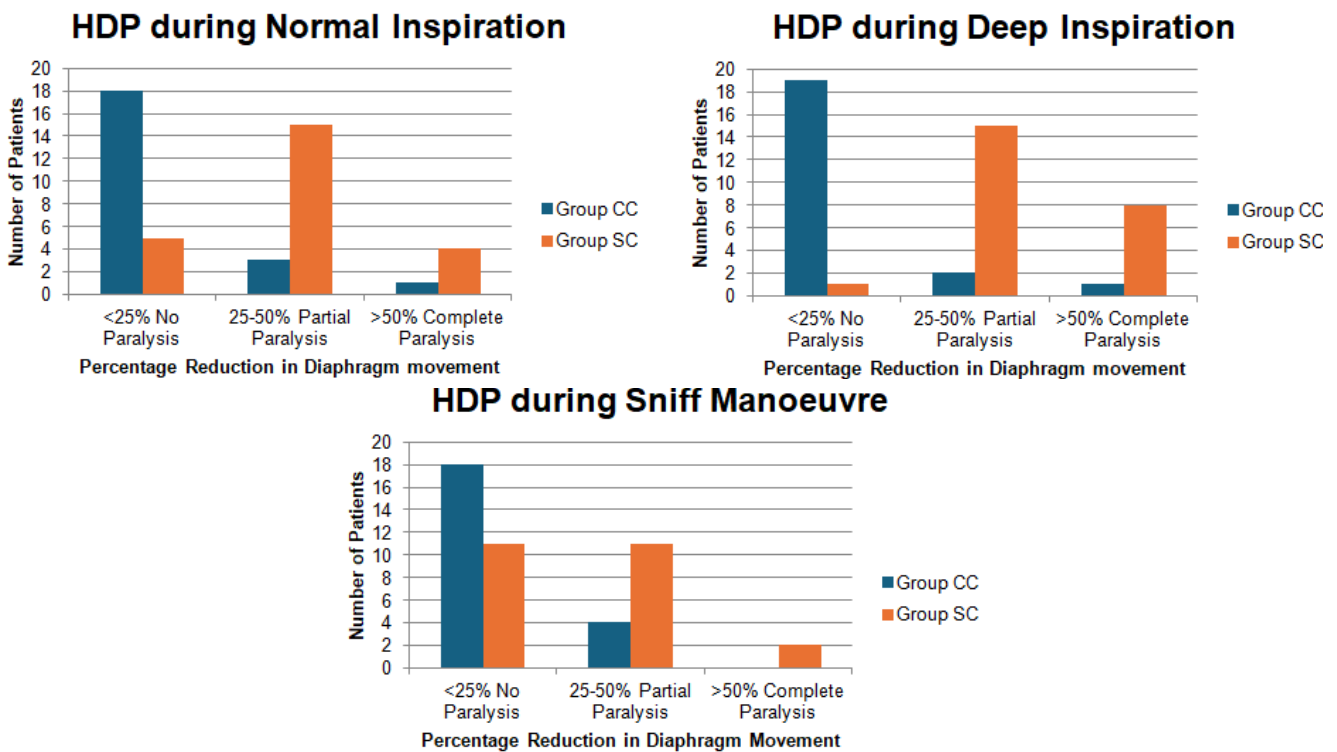 HDP during Normal Inspiration
Number of Patients
20
18
16
14
12
10
8
6
4
2
0
<25% No
Paralysis
25-50% Partial
Paralysis
>50% Complete
Paralysis
Percentage Reduction in Diaphragm movement
Group CC
Group SC
HDP during Deep Inspiration
Number of Patients
20
18
16
14
12
10
8
6
4
2
0
<25% No
Paralysis
25-50% Partial
Paralysis
>50% Complete
Paralysis
Percentage Reduction in Diaphragm movement
Group CC
Group SC
HDP during Sniff Manoeuvre
Number of Patients
20
18
16
14
12
10
8
6
4
2
0
<25% No
Paralysis
25-50% Partial
Paralysis
>50% Complete
Paralysis
Percentage Reduction in Diaphragm Movement
Group CC
Group SC